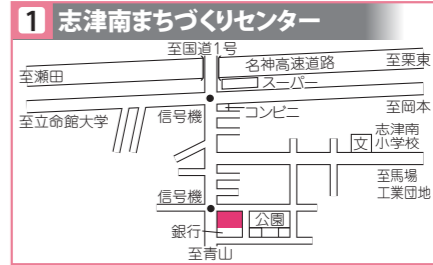 1 志津南まちづくりセンター
至国道1号
名神高速道路
至栗東
至瀬田
スーパー
至立命館大学
信号機
コンビニ
至岡本
志津南
文 小学校
至馬場
工業団地
信号機
公園
銀行
至青山